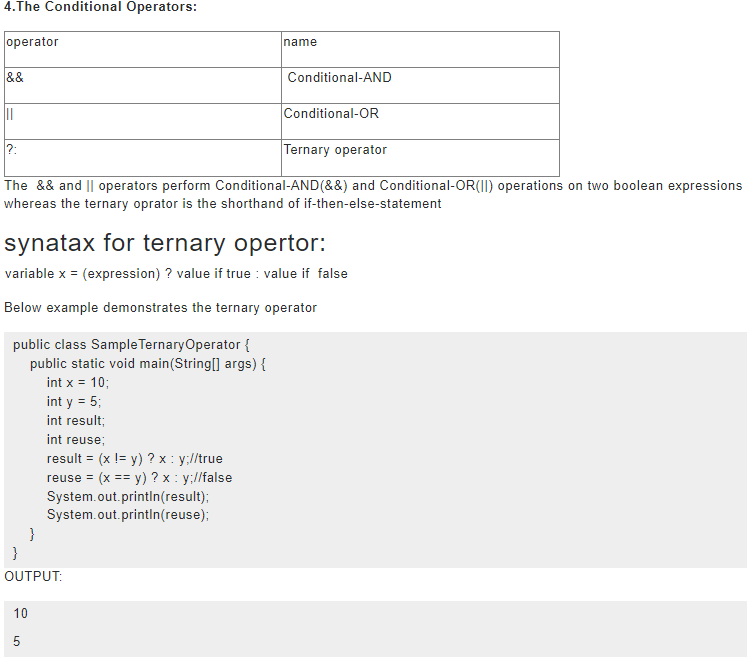 4.The Conditional Operators:
operator name
&& Conditional-AND
|| Conditional-OR
?: Ternary operator
The && and || operators perform Conditional-AND(&&) and Conditional-OR(||) operations on two boolean expressions
whereas the ternary oprator is the shorthand of if-then-else-statement
synatax for ternary opertor:
variable x = (expression) ? value if true : value if false
Below example demonstrates the ternary operator
public class SampleTernaryOperator {
public static void main(String[] args) {
int x = 10;
int y = 5;
int result;
int reuse;
result = (x != y) ? x : y;//true
reuse = (x == y) ? x : y;//false
System.out.println(result);
System.out.println(reuse);
}
}
OUTPUT:
10
5